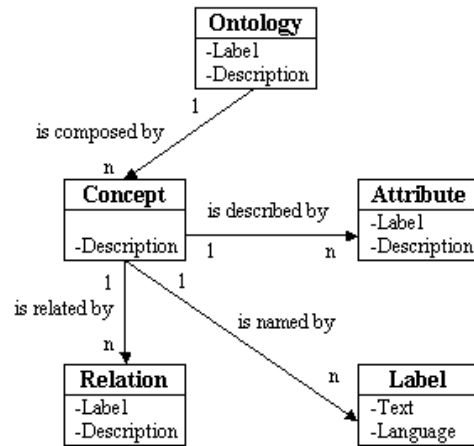 Ontology
-Label
-Description
1
is composed by
n
Concept
-Description
is described by
1
n
Attribute
-Label
-Description
1
1
is related by
is named by
n
n
Relation
-Label
-Description
Label
-Text
-Language